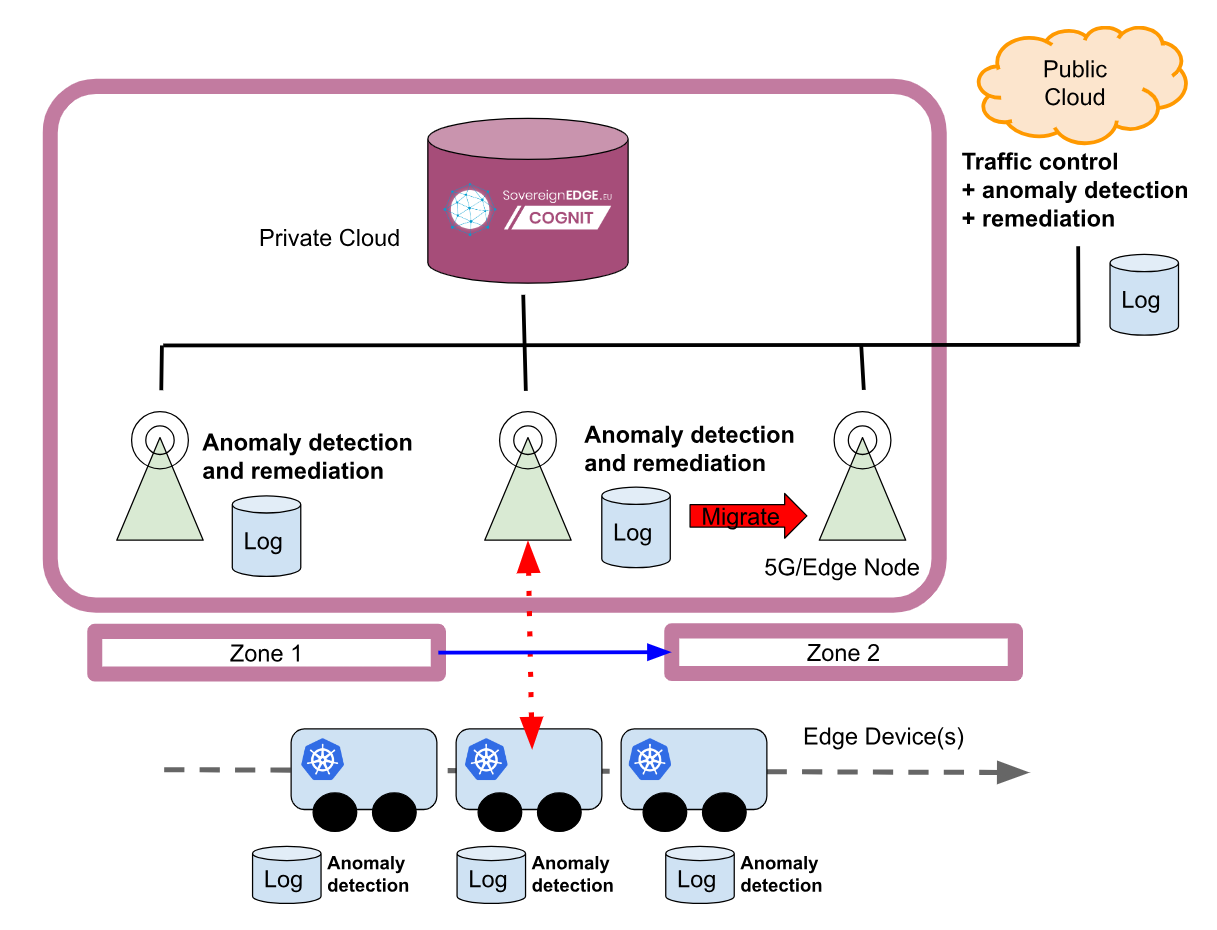 Public
Cloud
Traffic control
+ anomaly detection
+ remediation
Log
SovereignEDGE.EU
COGNIT
Private Cloud
Anomaly detection
and remediation
Log
Anomaly detection
and remediation
Log
Migrate
5G/Edge Node
Zone 1
Zone 2
Edge Device(s)
Log
Anomaly
detection
Log
Anomaly
detection
Log
Anomaly
detection